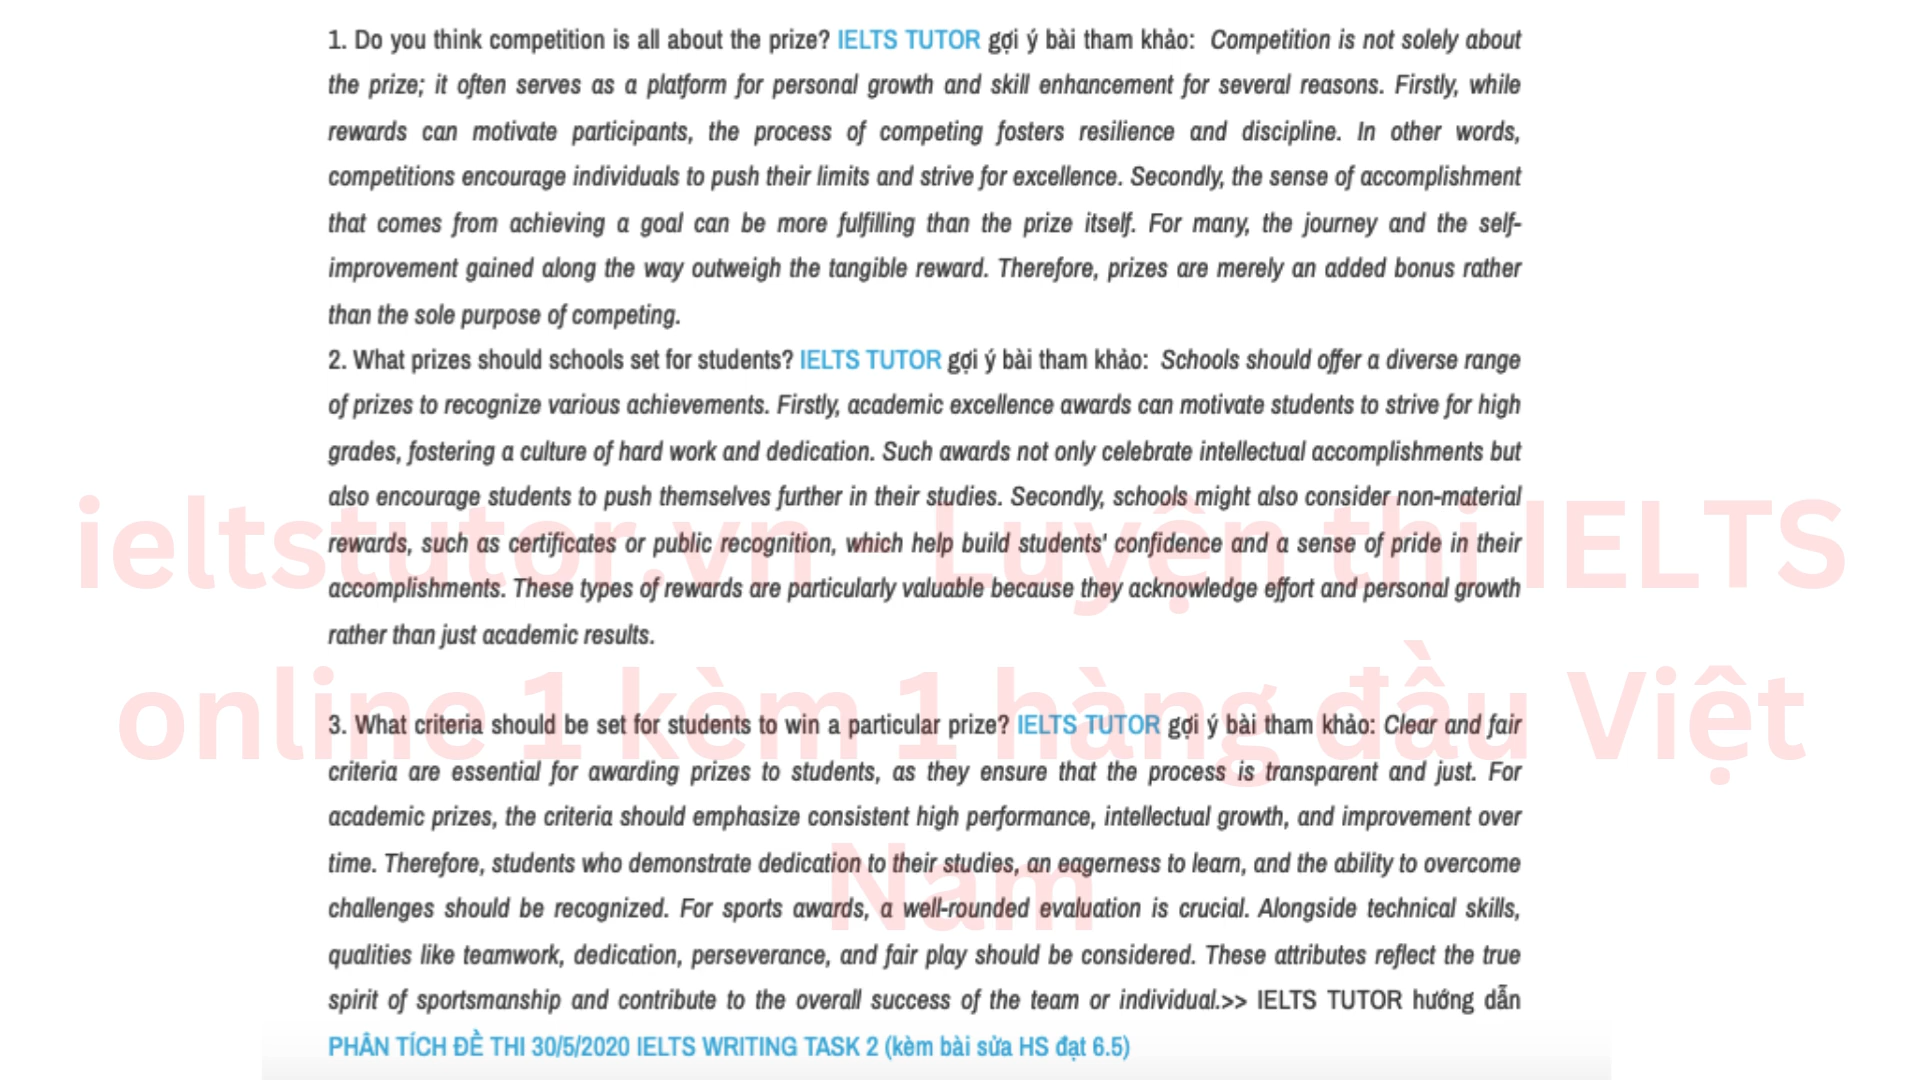 1. Do you think competition is all about the prize? IELTS TUTOR gợi ý bài tham khảo: Competition is not solely about
the prize; it often serves as a platform for personal growth and skill enhancement for several reasons. Firstly, while
rewards can motivate participants, the process of competing fosters resilience and discipline. In other words,
competitions encourage individuals to push their limits and strive for excellence. Secondly, the sense of accomplishment
that comes from achieving a goal can be more fulfilling than the prize itself. For many, the journey and the self-
improvement gained along the way outweigh the tangible reward. Therefore, prizes are merely an added bonus rather
than the sole purpose of competing.
2. What prizes should schools set for students? IELTS TUTOR gợi ý bài tham khảo: Schools should offer a diverse range
of prizes to recognize various achievements. Firstly, academic excellence awards can motivate students to strive for high
grades, fostering a culture of hard work and dedication. Such awards not only celebrate intellectual accomplishments but
also encourage students to push themselves further in their studies. Secondly, schools might also consider non-material
rewards, such as certificates or public recognition, which help build students' confidence and a sense of pride in their
accomplishments. These types of rewards are particularly valuable because they acknowledge effort and personal growth
rather than just academic results.
3. What criteria should be set for students to win a particular prize? IELTS TUTOR gợi ý bài tham khảo: Clear and fair
criteria are essential for awarding prizes to students, as they ensure that the process is transparent and just. For
academic prizes, the criteria should emphasize consistent high performance, intellectual growth, and improvement over
time. Therefore, students who demonstrate dedication to their studies, an eagerness to learn, and the ability to overcome
challenges should be recognized. For sports awards, a well-rounded evaluation is crucial. Alongside technical skills,
qualities like teamwork, dedication, perseverance, and fair play should be considered. These attributes reflect the true
spirit of sportsmanship and contribute to the overall success of the team or individual.>> IELTS TUTOR hướng dẫn
PHÂN TÍCH ĐỀ THI 30/5/2020 IELTS WRITING TASK 2 (kèm bài sửa HS đạt 6.5)
ieltstutor.vn - Luyện thi IELTS
online 1 kèm 1 hàng đầu Việt
Nam